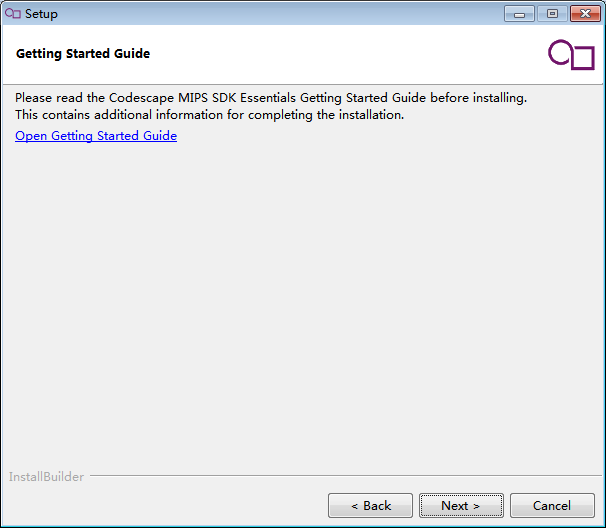 Setup
Getting Started Guide
Please read the Codescape MIPS SDK Essentials Getting Started Guide before installing.
This contains additional information for completing the installation.
Open Getting Started Guide
InstallBuilder
< Back
Next >
Cancel